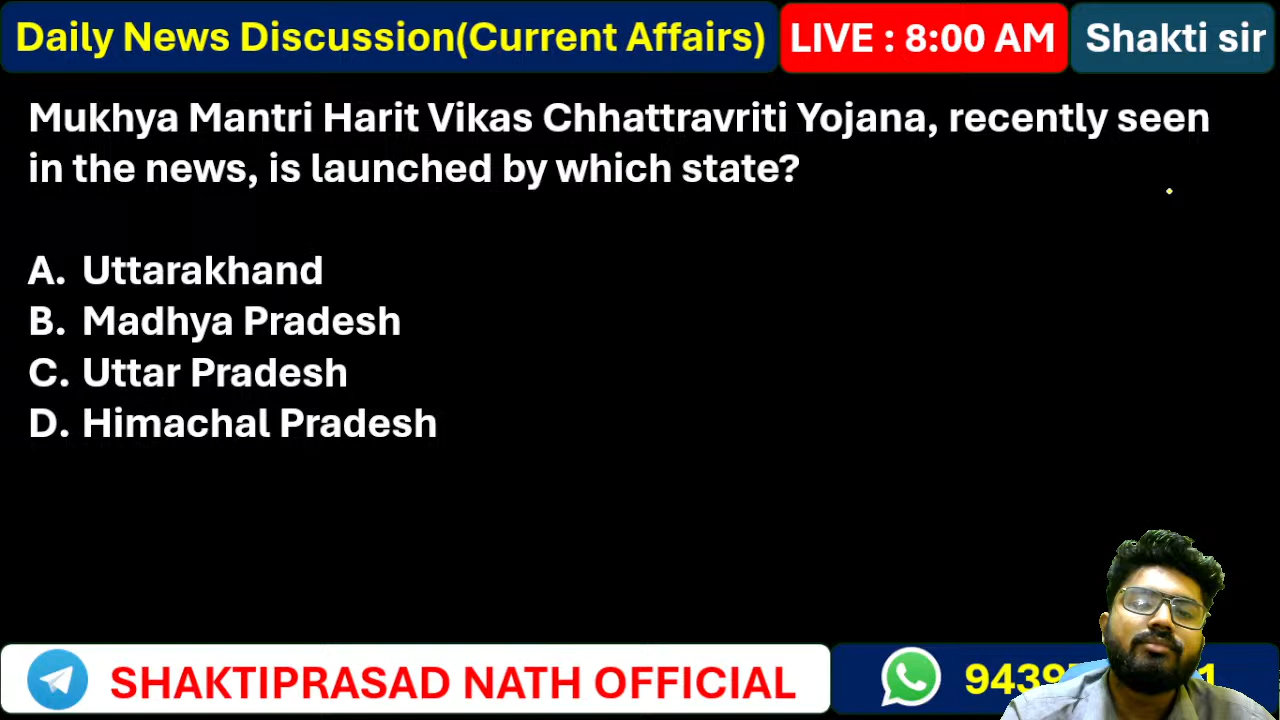 Daily News Discussion(Current Affairs) LIVE : 8:00 AM Shakti sir
Mukhya Mantri Harit Vikas Chhattravriti Yojana, recently seen
in the news, is launched by which state?
A. Uttarakhand
B. Madhya Pradesh
C. Uttar Pradesh
D. Himachal Pradesh
SHAKTIPRASAD NATH OFFICIAL